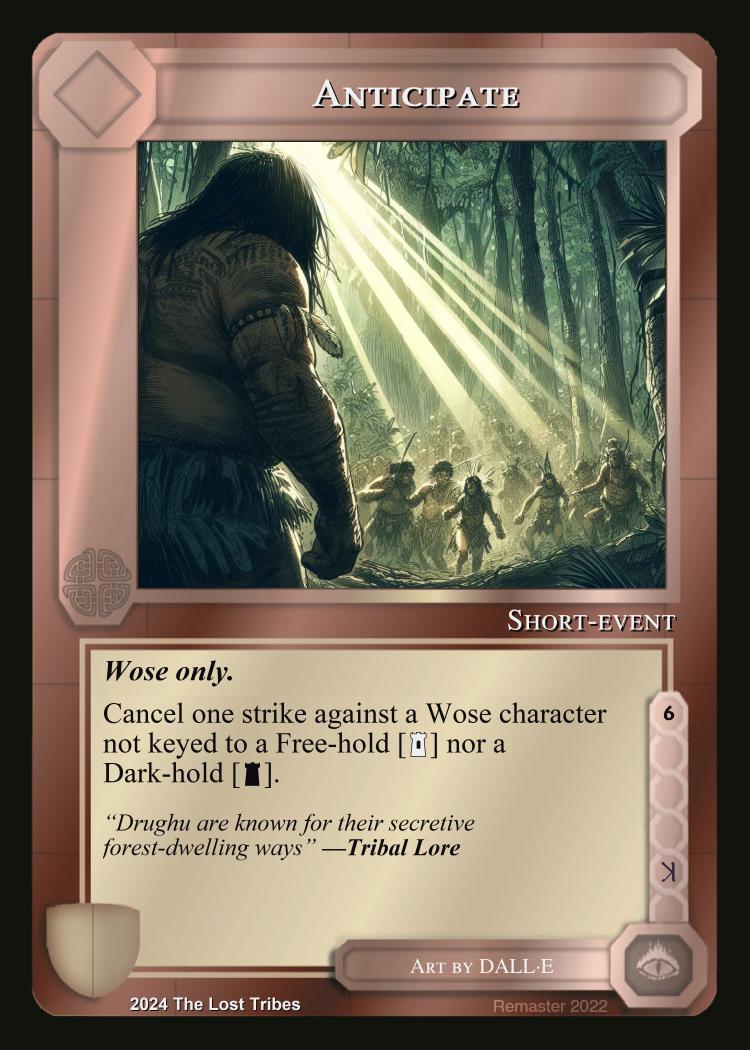 Anticipate
Short-event
Wose only.
Cancel one strike against a Wose character
not keyed to a Free-hold [] nor a
Dark-hold [].
6
“Drughu are known for their secretive
forest-dwelling ways” —Tribal Lore
Art by DALL·E
2024 The Lost Tribes
Remaster 2022